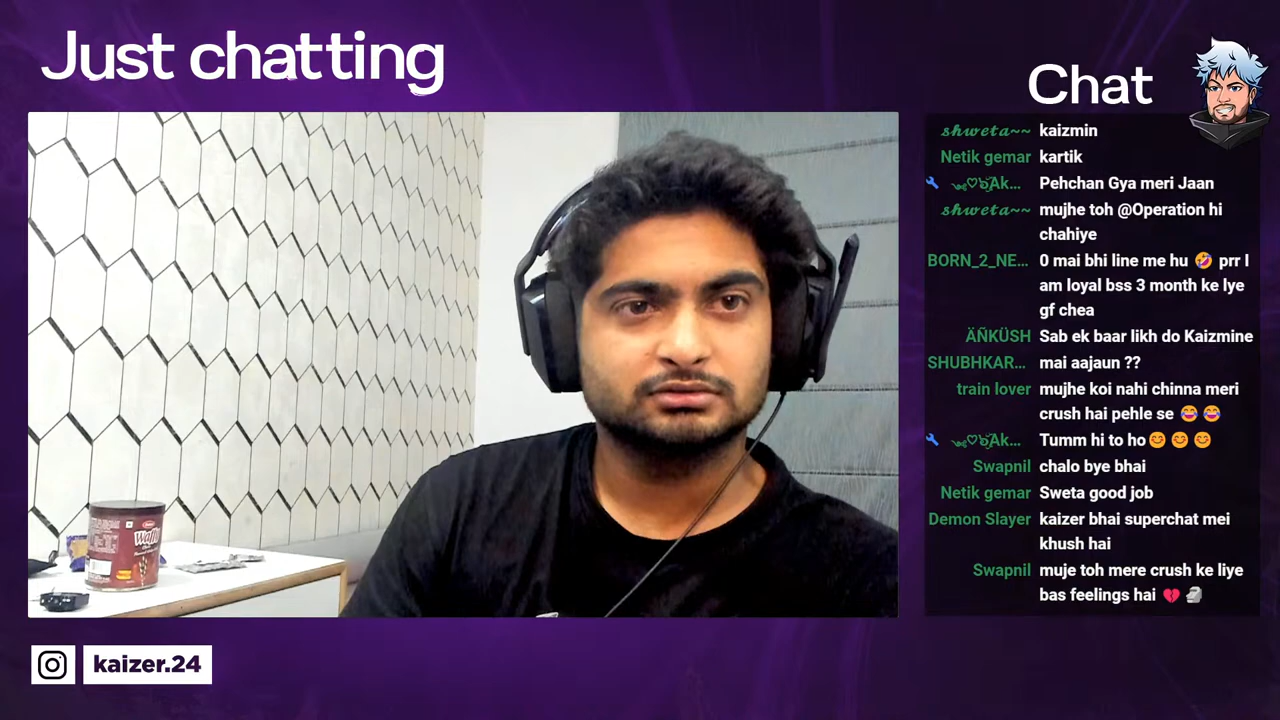 Just chatting
Chat
𝓼𝓱𝔀𝓮𝓽𝓪~~ kaizmin
Netik gemar kartik
Ak... Pehchan Gya meri Jaan
𝓼𝓱𝔀𝓮𝓽𝓪~~ mujhe toh @Operation hi
chahiye
BORN_2_NE... 0 mai bhi line me hu 🤣 prr I
am loyal bss 3 month ke lye
gf chea
ÄÑKÜSH Sab ek baar likh do Kaizmine
SHUBHKAR... mai aajaun ??
train lover mujhe koi nahi chinna meri
crush hai pehle se 😂 😂
Ak... Tumm hi to ho 😊 😊 😊
Swapnil chalo bye bhai
Netik gemar Sweta good job
Demon Slayer kaizer bhai superchat mei
khush hai
Swapnil muje toh mere crush ke liye
bas feelings hai 💔 🗿
kaizer.24